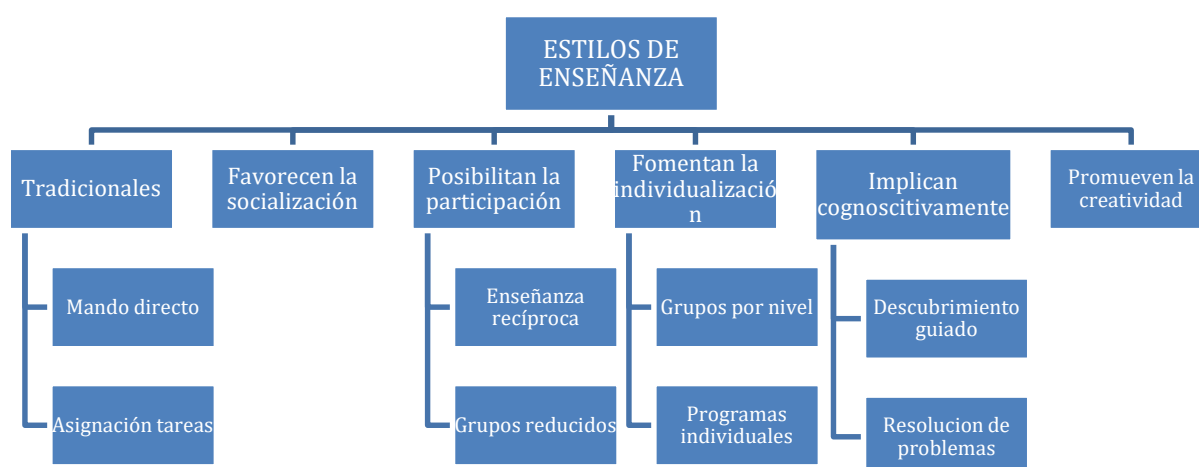 ESTILOS DE
ENSEÑANZA
Tradicionales
Favorecen la
socialización
Posibilitan la
participación
Fomentan la
individualizació
n
Implican
cognoscitivamente
Promueven la
creatividad
Mando directo
Enseñanza
recíproca
Grupos por nivel
Descubrimiento
guiado
Asignación tareas
Grupos reducidos
Programas
individuales
Resolucion de
problemas